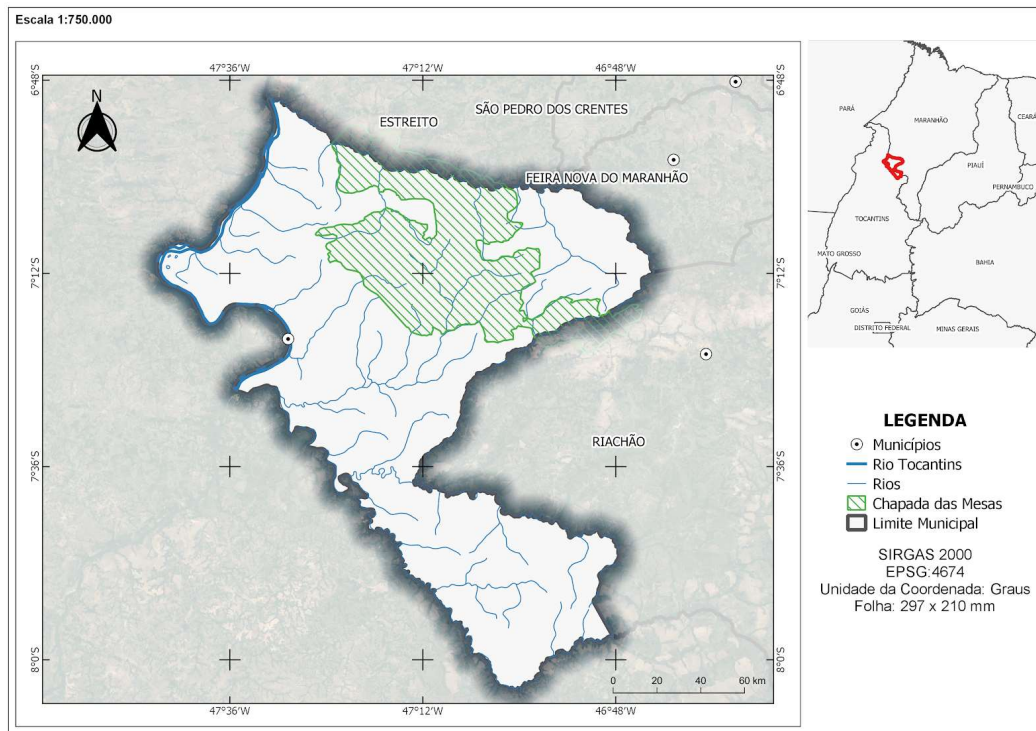 Escala 1:750.000
47°36'W 47°12'W 46°48'W
6°48'S 6°48'S
N
SÃO PEDRO DOS CRENTES
ESTREITO
FEIRA NOVA DO MARANHÃO
7°12'S 7°12'S
RIACHÃO
7°36'S 7°36'S
8°0'S 8°0'S
0 20 40 60 km
47°36'W 47°12'W 46°48'W
PARÁ
MARANHÃO
CEARÁ
PIAUÍ
PERNAMBUCO
TOCANTINS
MATO GROSSO
BAHIA
GOIÁS
DISTRITO FEDERAL
MINAS GERAIS
LEGENDA
Municípios
Rio Tocantins
Rios
Chapada das Mesas
Limite Municipal
SIRGAS 2000
EPSG:4674
Unidade da Coordenada: Graus
Folha: 297 x 210 mm